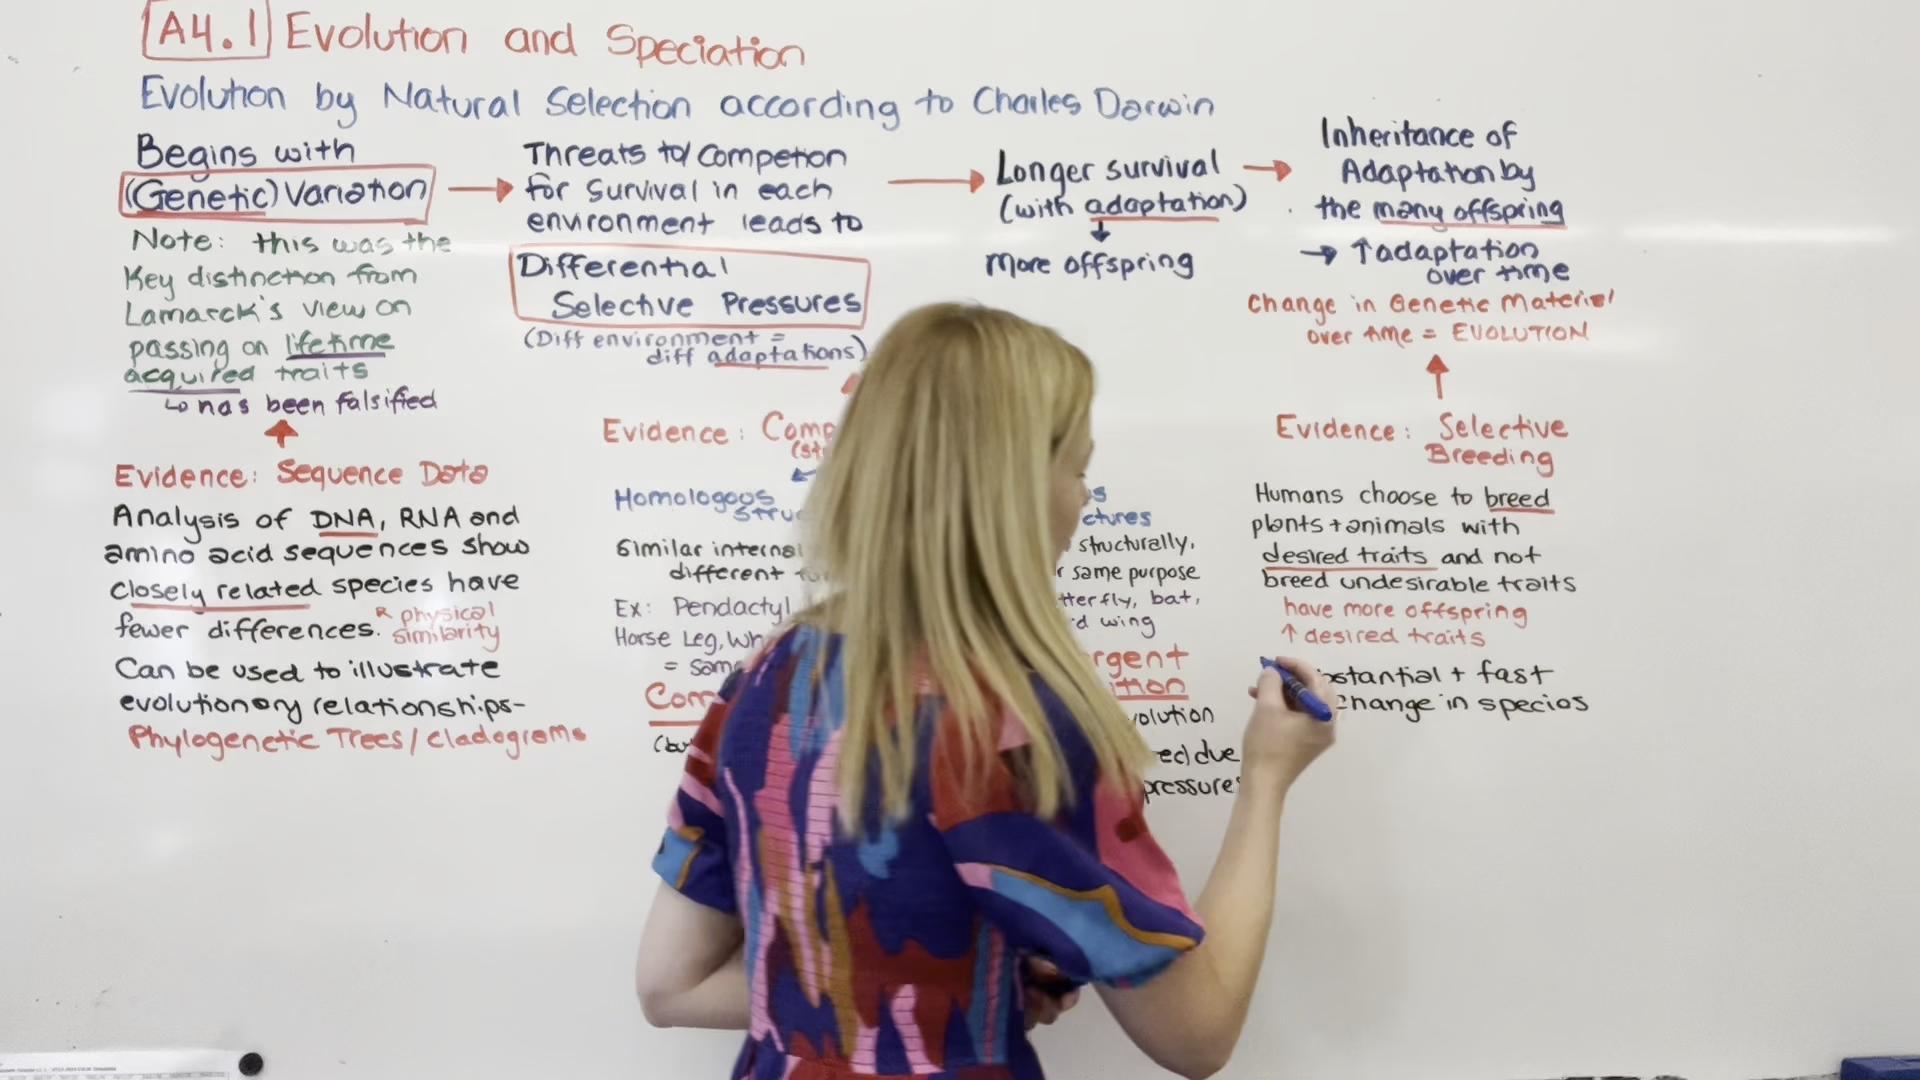 A4.1 Evolution and Speciation
Evolution by Natural Selection according to Charles Darwin
Begins with
(Genetic) Variation
Note: this was the
Key distinction from
Lamarck's view on
passing on lifetime
acquired traits
↳ has been falsified
Evidence: Sequence Data
Analysis of DNA, RNA and
amino acid sequences show
closely related species have
fewer differences.
physical
similarity
Can be used to illustrate
evolutionary relationships-
Phylogenetic Trees/Cladograms
Threats to/Competion
for survival in each
environment leads to
Differential
Selective Pressures
(Diff environment =
diff adaptations)
Evidence:
Homologous
Similar internal
different
Ex: Pendactyl
Horse Leg,
= Same
structurally,
same purpose
bat,
wing
due
Longer survival
(with adaptation)
↓
more offspring
Inheritance of
Adaptation by
the many offspring
→ ↑adaptation
over time
Change in Genetic Material
over time = EVOLUTION
Evidence: Selective
Breeding
Humans choose to breed
plants + animals with
desired traits and not
breed undesirable traits
have more offspring
↑ desired traits
+ fast
change in species